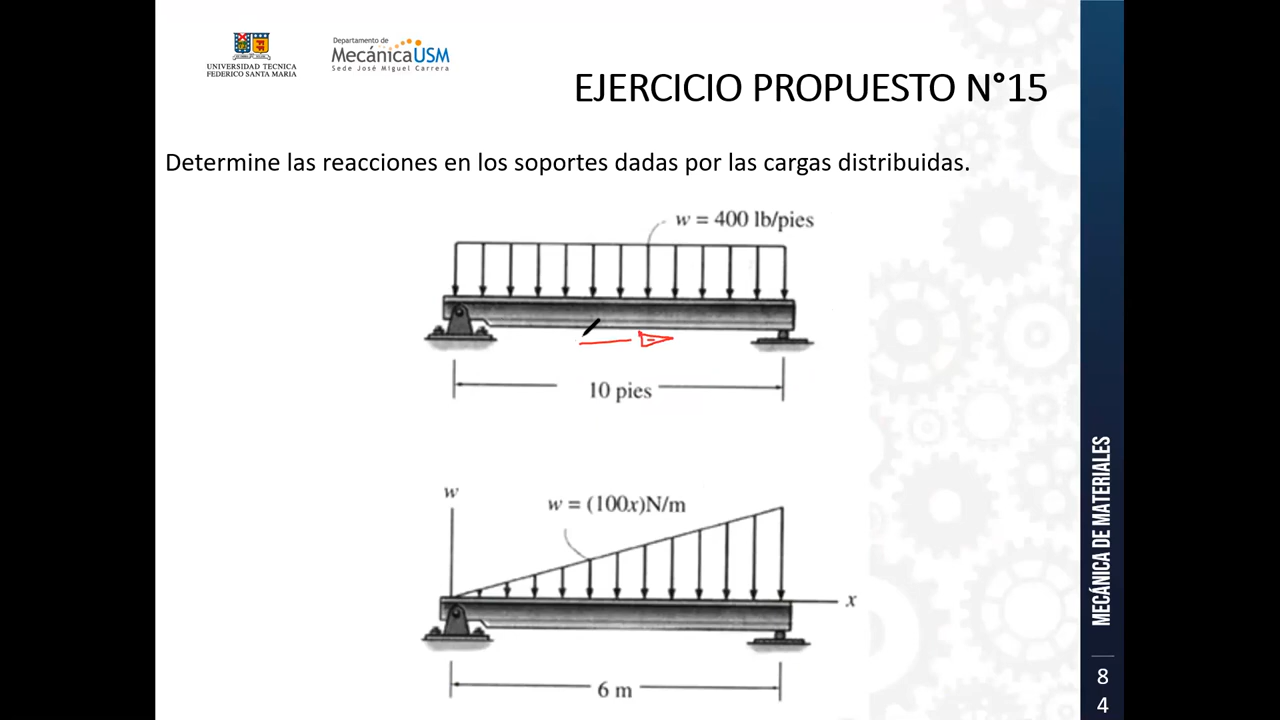 UNIVERSIDAD TECNICA
FEDERICO SANTA MARIA
Departamento de
MecánicaUSM
Sede José Miguel Carrera
EJERCICIO PROPUESTO N°15
Determine las reacciones en los soportes dadas por las cargas distribuidas.
w = 400 lb/pies
10 pies
w
w = (100x)N/m
x
6 m
MECÁNICA DE MATERIALES
8
4